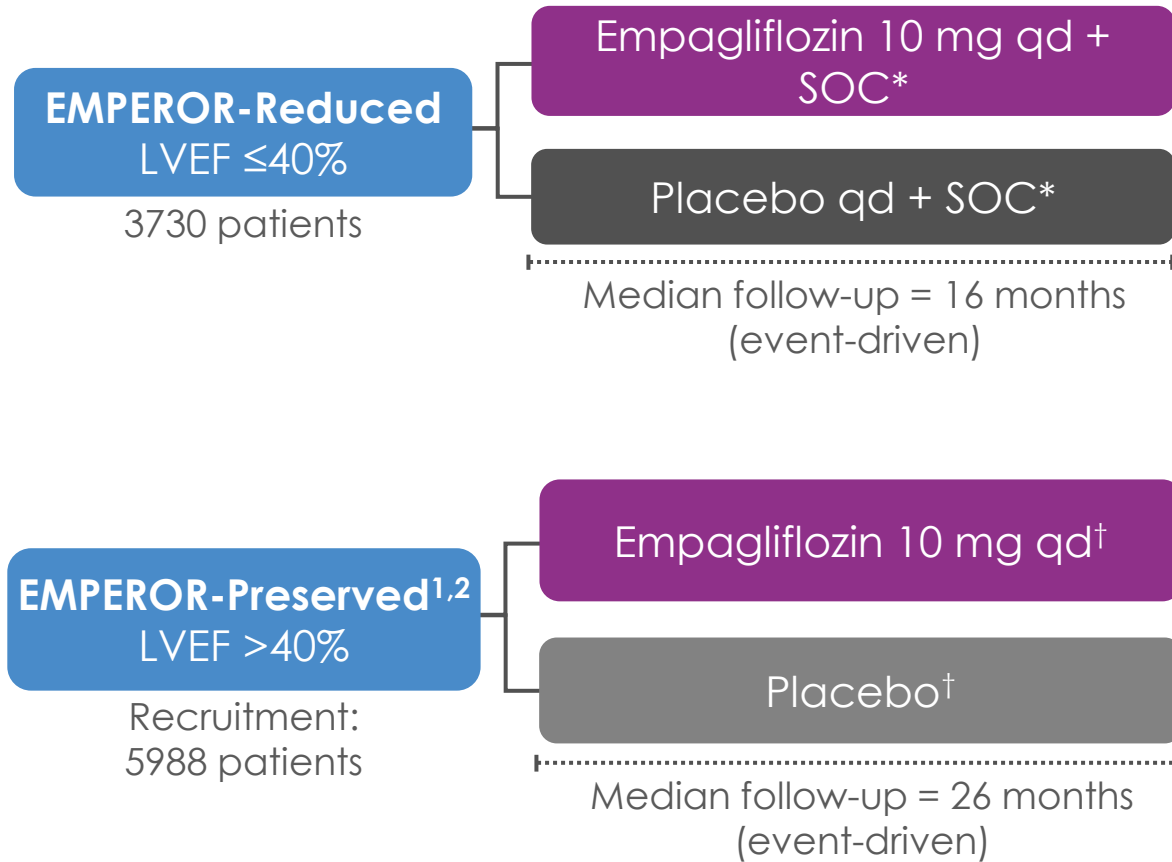 EMPEROR-Reduced
LVEF ≤40%
3730 patients
Empagliflozin 10 mg qd +
SOC*
Placebo qd + SOC*
Median follow-up = 16 months
(event-driven)
EMPEROR-Preserved¹,²
LVEF >40%
Recruitment:
5988 patients
Empagliflozin 10 mg qd†
Placebo†
Median follow-up = 26 months
(event-driven)